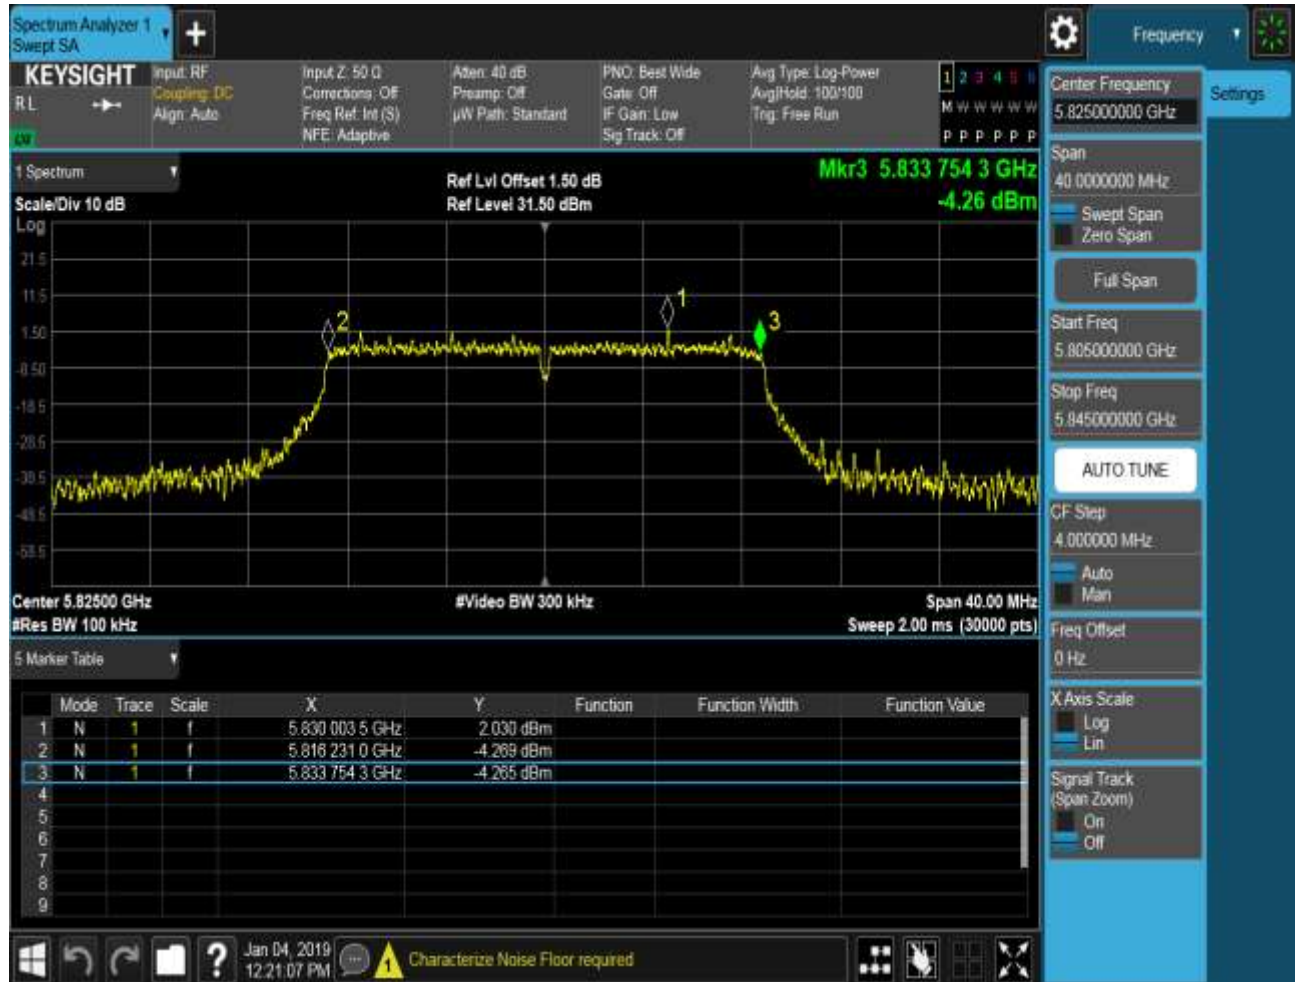 Spectrum Analyzer 1
Swept SA
Frequency
KEYSIGHT
R L
Input: RF
Coupling: DC
Align: Auto
Input Z: 50 Ω
Corrections: Off
Freq Ref: Int (S)
NFE: Adaptive
Atten: 40 dB
Preamp: Off
µW Path: Standard
PNO: Best Wide
Gate: Off
IF Gain: Low
Sig Track: Off
Avg Type: Log-Power
Avg|Hold: 100/100
Trig: Free Run
1 2 3 4 5 6
M W W W W W
P P P P P P
1 Spectrum
Scale/Div 10 dB
Ref Lvl Offset 1.50 dB
Ref Level 31.50 dBm
Mkr3 5.833 754 3 GHz
-4.26 dBm
Log
21.5
11.5
1.50
-8.50
-18.5
-28.5
-38.5
-48.5
-58.5
2
1
3
Center 5.82500 GHz
#Video BW 300 kHz
Span 40.00 MHz
#Res BW 100 kHz
Sweep 2.00 ms (30000 pts)
5 Marker Table
Mode Trace Scale X Y Function Function Width Function Value
1 N 1 f 5.830 003 5 GHz 2.030 dBm
2 N 1 f 5.816 231 0 GHz -4.269 dBm
3 N 1 f 5.833 754 3 GHz -4.265 dBm
4
5
6
7
8
9
Jan 04, 2019
12:21:07 PM
Characterize Noise Floor required
Center Frequency
5.825000000 GHz
Settings
Span
40.0000000 MHz
Swept Span
Zero Span
Full Span
Start Freq
5.805000000 GHz
Stop Freq
5.845000000 GHz
AUTO TUNE
CF Step
4.000000 MHz
Auto
Man
Freq Offset
0 Hz
X Axis Scale
Log
Lin
Signal Track
(Span Zoom)
On
Off